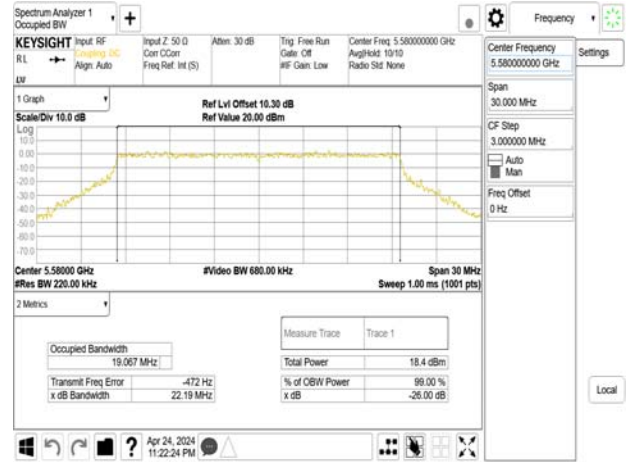 Spectrum Analyzer 1
Occupied BW
+
Frequency
KEYSIGHT
Input: RF
Coupling: DC
Align: Auto
Input Z: 50 Ω
Corr CCorr
Freq Ref: Int (S)
Atten: 30 dB
Trig: Free Run
Gate: Off
#IF Gain: Low
Center Freq: 5.580000000 GHz
Avg|Hold: 10/10
Radio Std: None
RL
LXI
Center Frequency
5.580000000 GHz
Settings
Span
30.000 MHz
CF Step
3.000000 MHz
Auto
Man
Freq Offset
0 Hz
Local
1 Graph
Ref Lvl Offset 10.30 dB
Scale/Div 10.0 dB
Ref Value 20.00 dBm
Log
10.0
0.00
-10.0
-20.0
-30.0
-40.0
-50.0
-60.0
-70.0
Center 5.58000 GHz
#Video BW 680.00 kHz
Span 30 MHz
#Res BW 220.00 kHz
Sweep 1.00 ms (1001 pts)
2 Metrics
Measure Trace
Trace 1
Occupied Bandwidth
19.067 MHz
Total Power
18.4 dBm
Transmit Freq Error
-472 Hz
% of OBW Power
99.00 %
x dB Bandwidth
22.19 MHz
x dB
-26.00 dB
?
Apr 24, 2024
11:22:24 PM